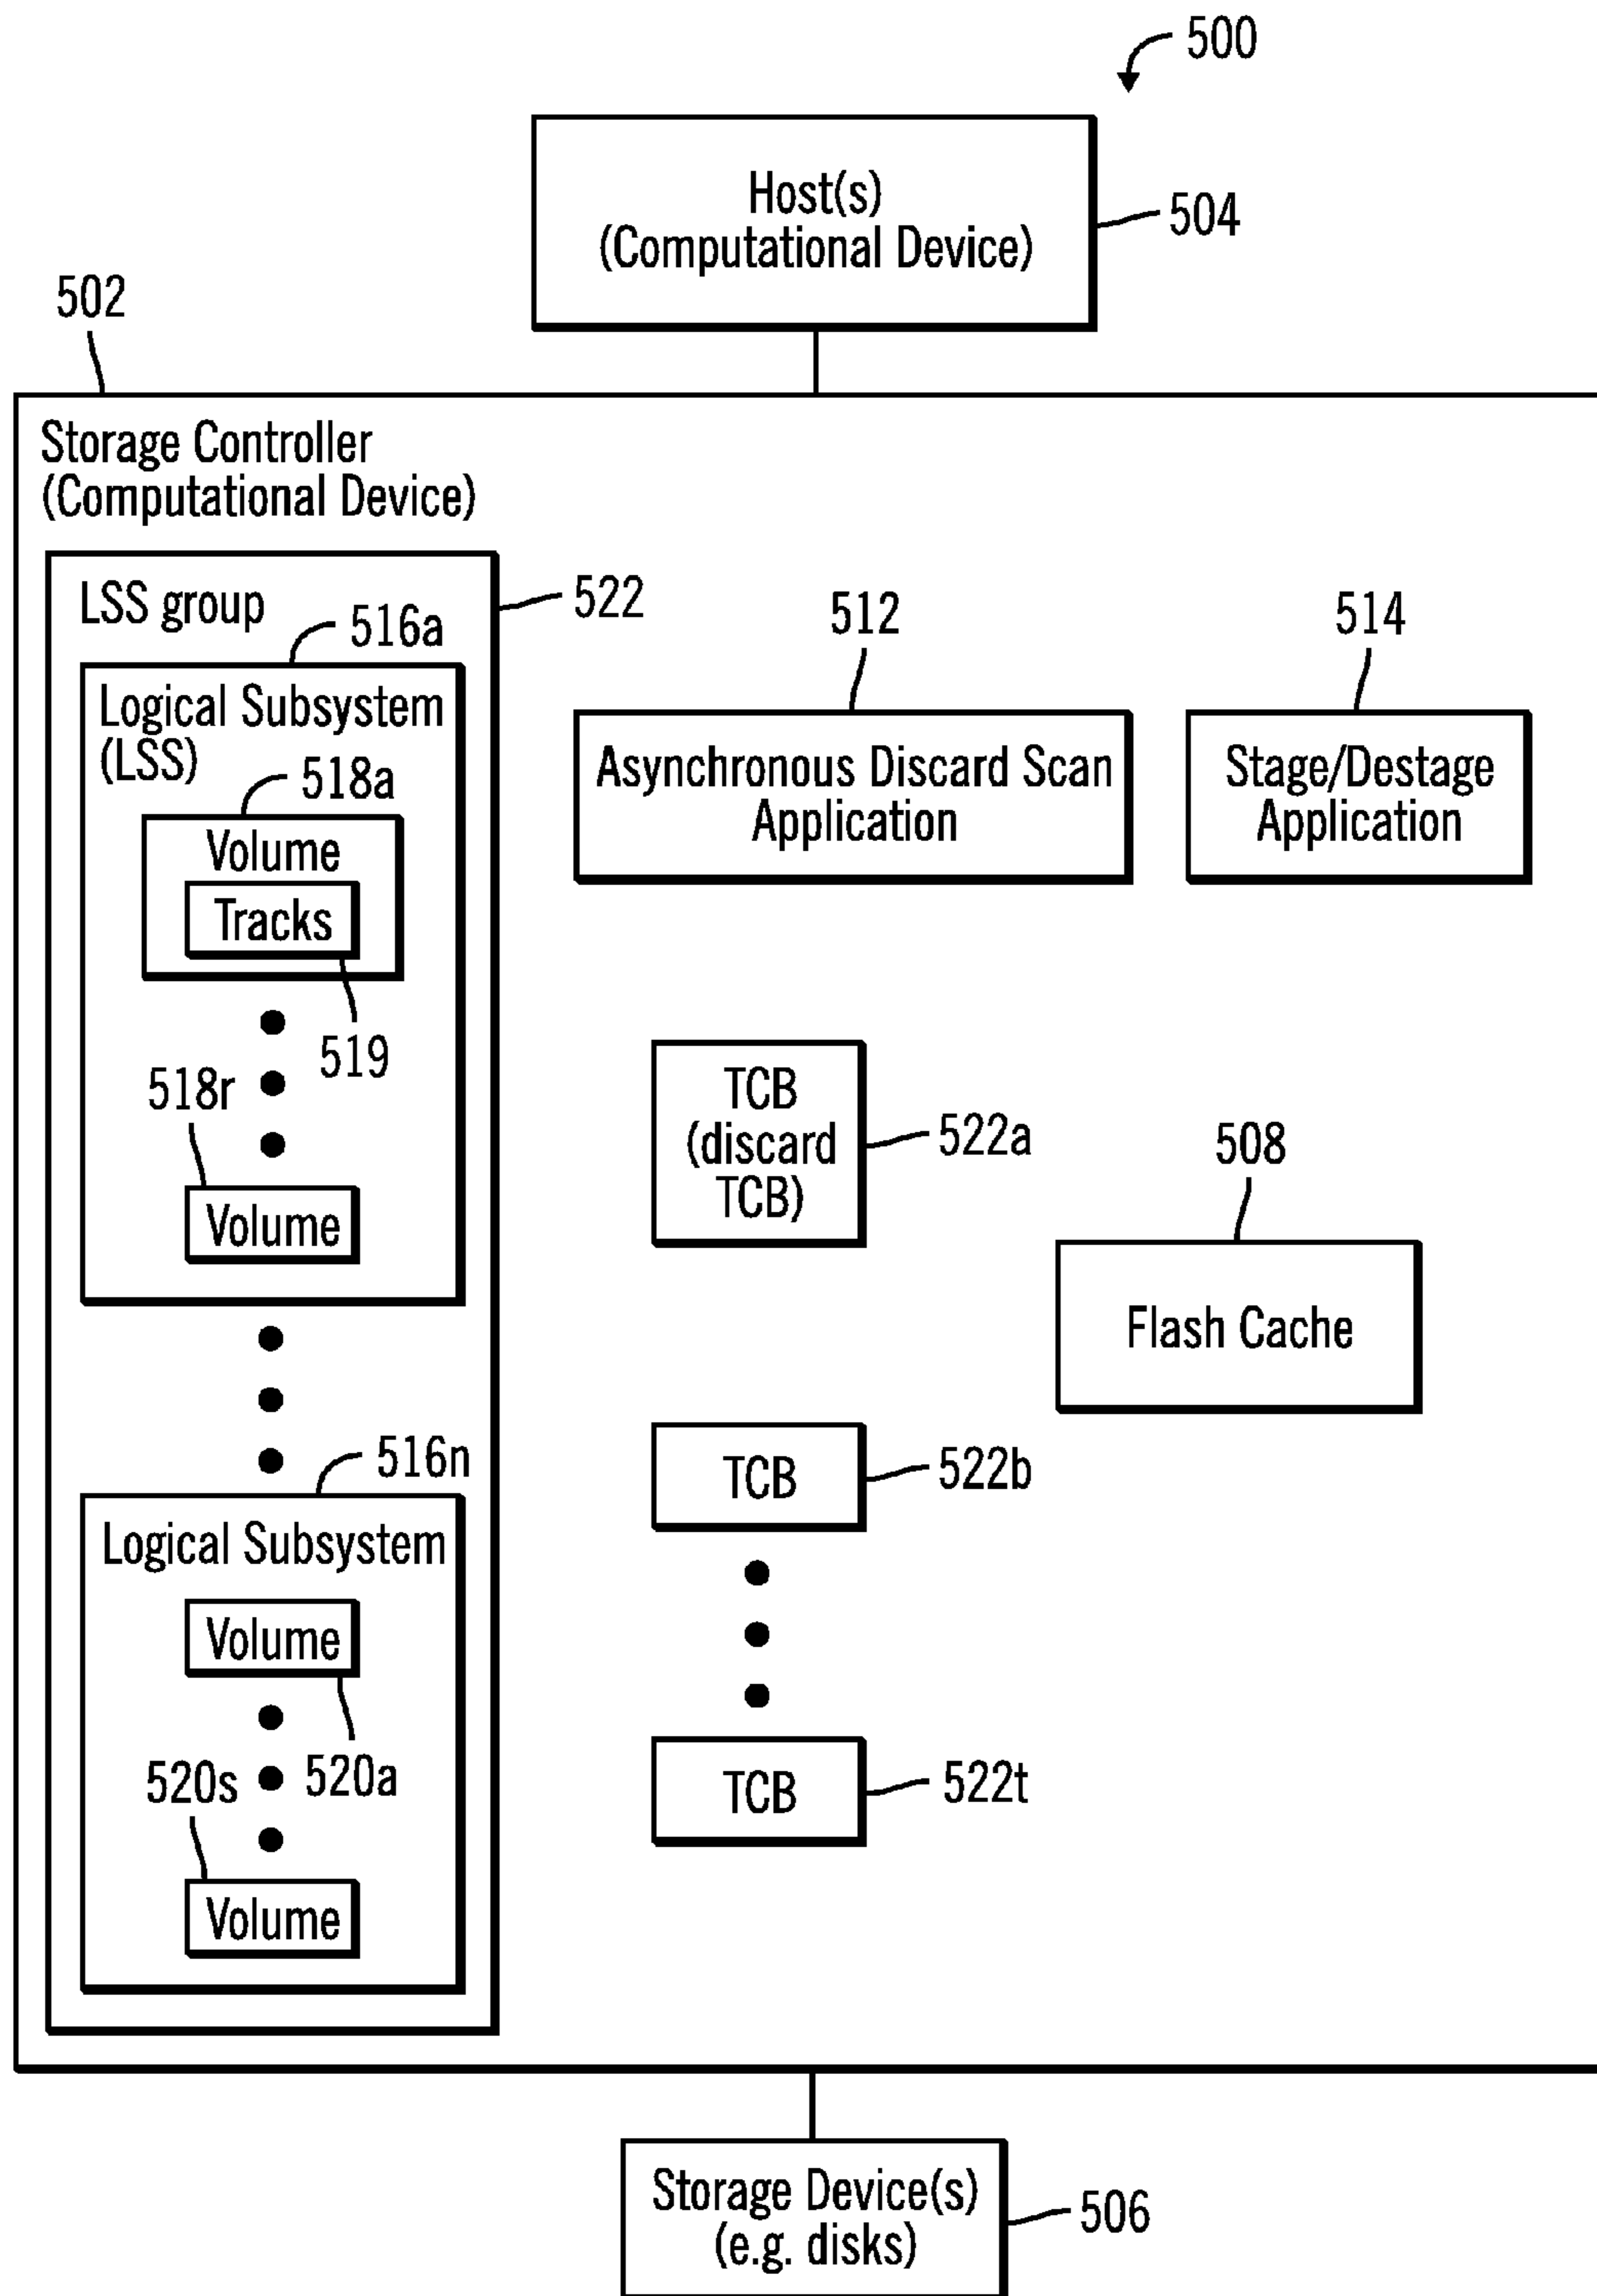 500
Host(s)
(Computational Device)
504
502
Storage Controller
(Computational Device)
LSS group
522
516a
Logical Subsystem
(LSS)
518a
Volume
Tracks
519
518r
Volume
516n
Logical Subsystem
Volume
520a
520s
Volume
512
Asynchronous Discard Scan
Application
514
Stage/Destage
Application
TCB
(discard
TCB)
522a
508
Flash Cache
TCB
522b
TCB
522t
Storage Device(s)
(e.g. disks)
506